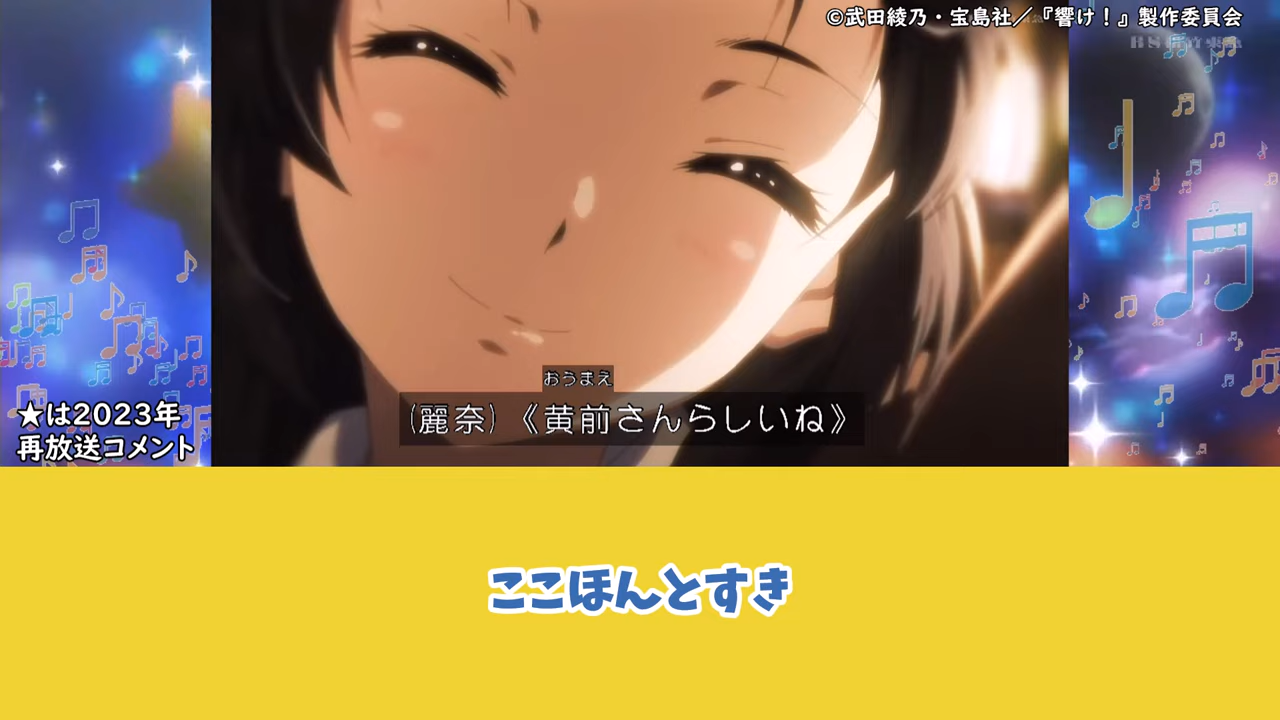 ©武田綾乃・宝島社／『響け！』製作委員会
おうまえ
(麗奈)《黄前さんらしいね》
★は2023年
再放送コメント
ここほんとすき